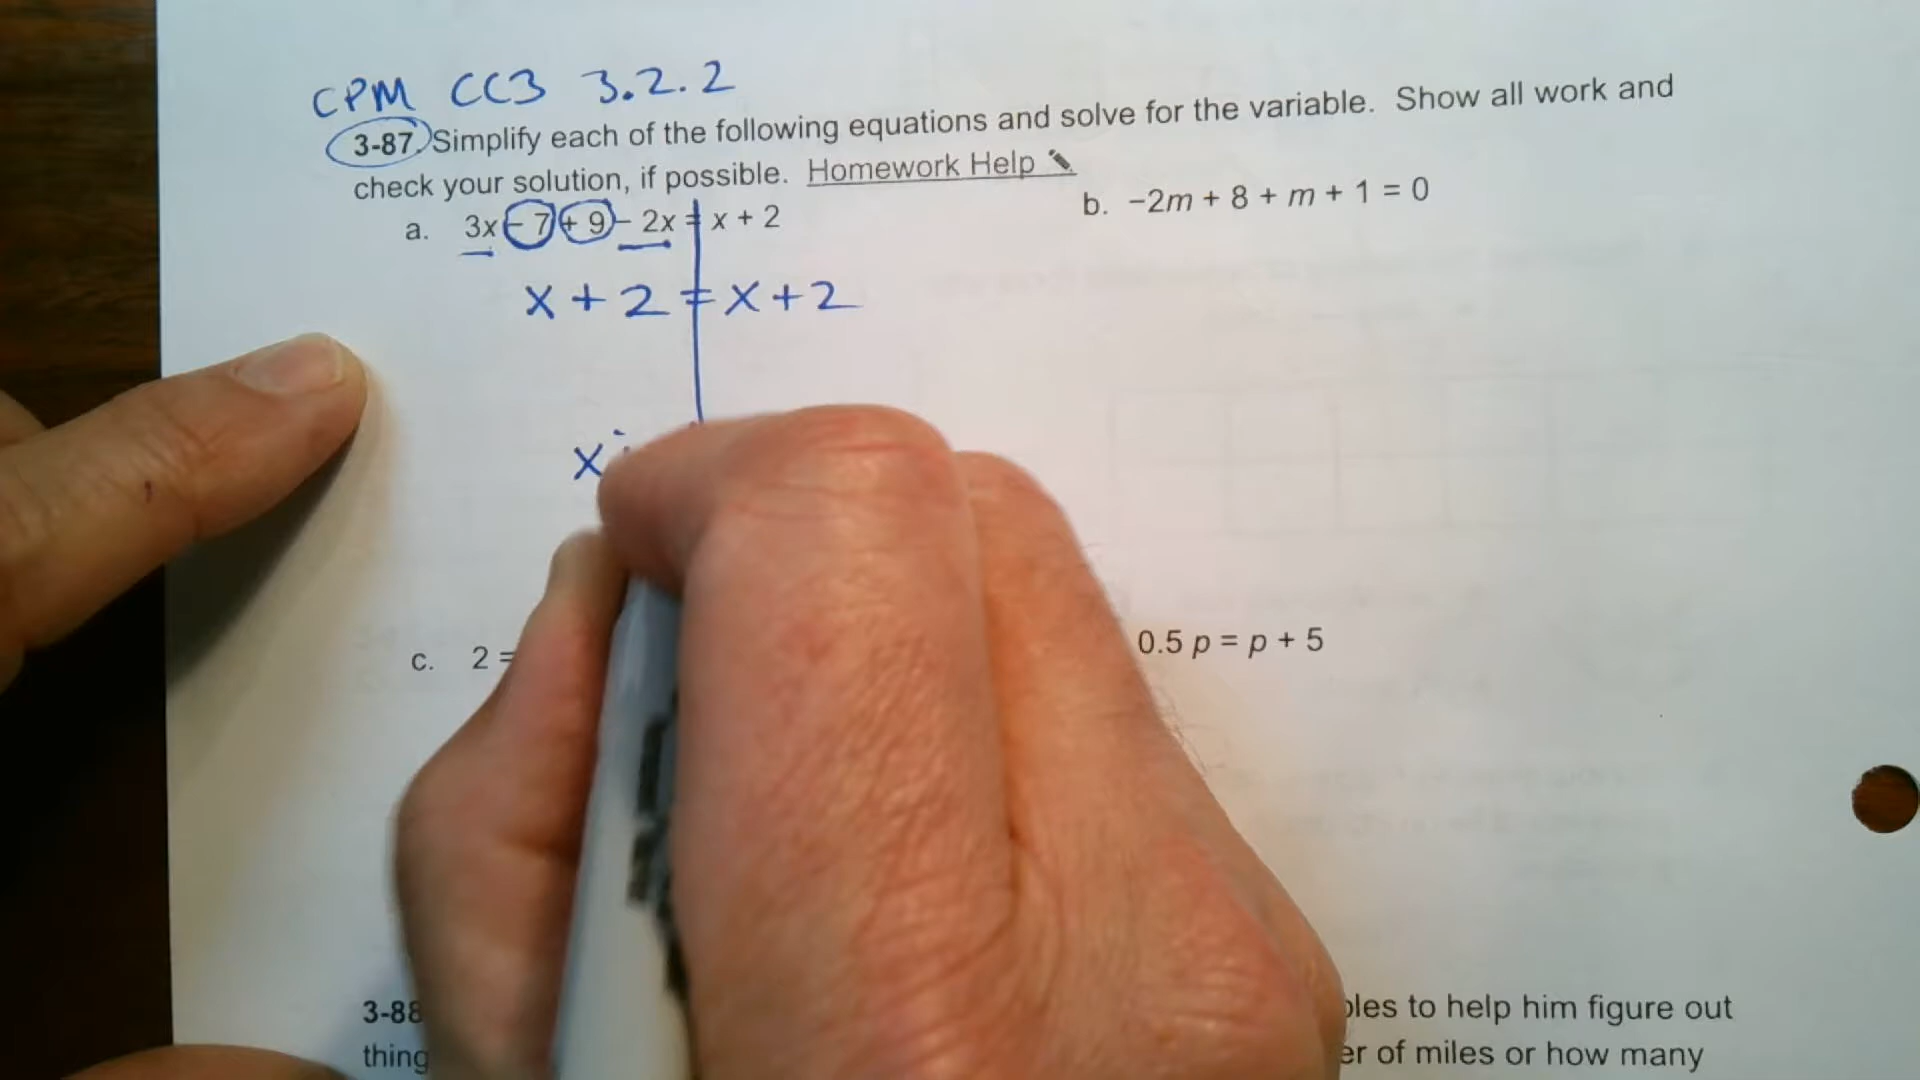 CPM CC3 3.2.2
3-87. Simplify each of the following equations and solve for the variable. Show all work and
check your solution, if possible. Homework Help
a. 3x − 7 + 9 − 2x = x + 2
b. −2m + 8 + m + 1 = 0
x + 2 = x + 2
x
c. 2 =
0.5 p = p + 5
3-88
bles to help him figure out
thing
er of miles or how many